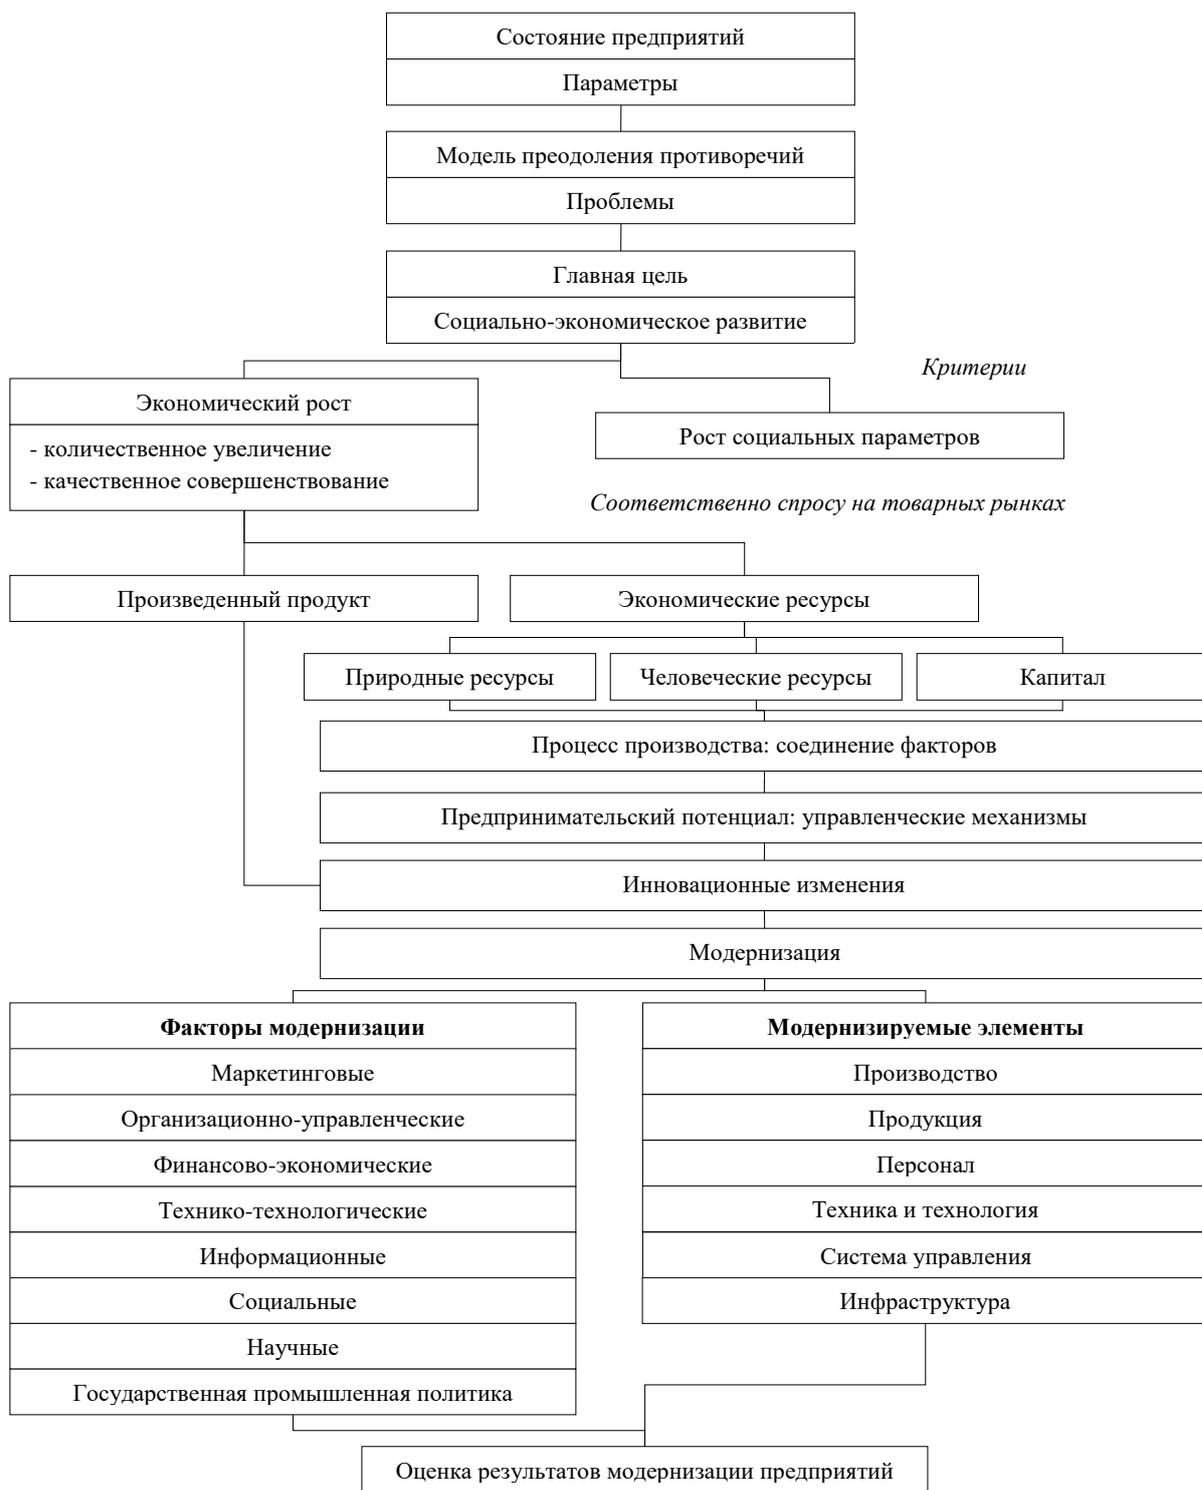 Состояние предприятий
Параметры
Модель преодоления противоречий
Проблемы
Главная цель
Социально-экономическое развитие
Критерии
Экономический рост
- количественное увеличение
- качественное совершенствование
Рост социальных параметров
Соответственно спросу на товарных рынках
Произведенный продукт
Экономические ресурсы
Природные ресурсы
Человеческие ресурсы
Капитал
Процесс производства: соединение факторов
Предпринимательский потенциал: управленческие механизмы
Инновационные изменения
Модернизация
Факторы модернизации
Маркетинговые
Организационно-управленческие
Финансово-экономические
Технико-технологические
Информационные
Социальные
Научные
Государственная промышленная политика
Модернизируемые элементы
Производство
Продукция
Персонал
Техника и технология
Система управления
Инфраструктура
Оценка результатов модернизации предприятий